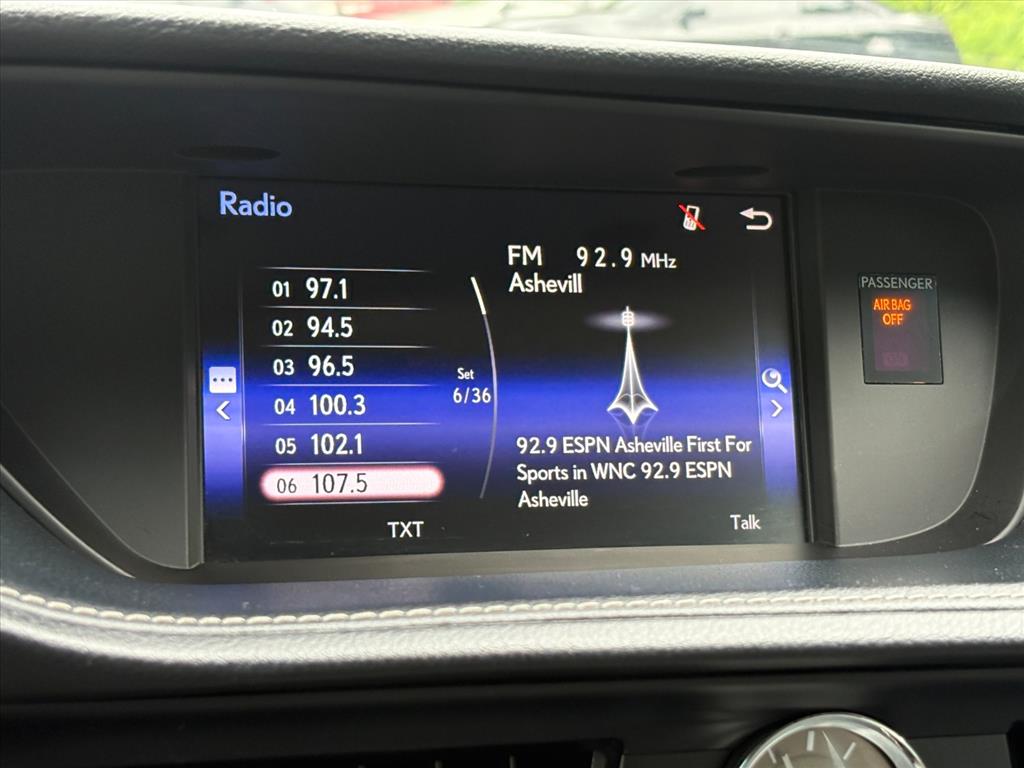 Radio
FM 92.9 MHz
Ashevill
01 97.1
02 94.5
03 96.5
04 100.3
05 102.1
06 107.5
Set
6/36
92.9 ESPN Asheville First For
Sports in WNC 92.9 ESPN
Asheville
TXT
Talk
PASSENGER
AIR BAG
OFF